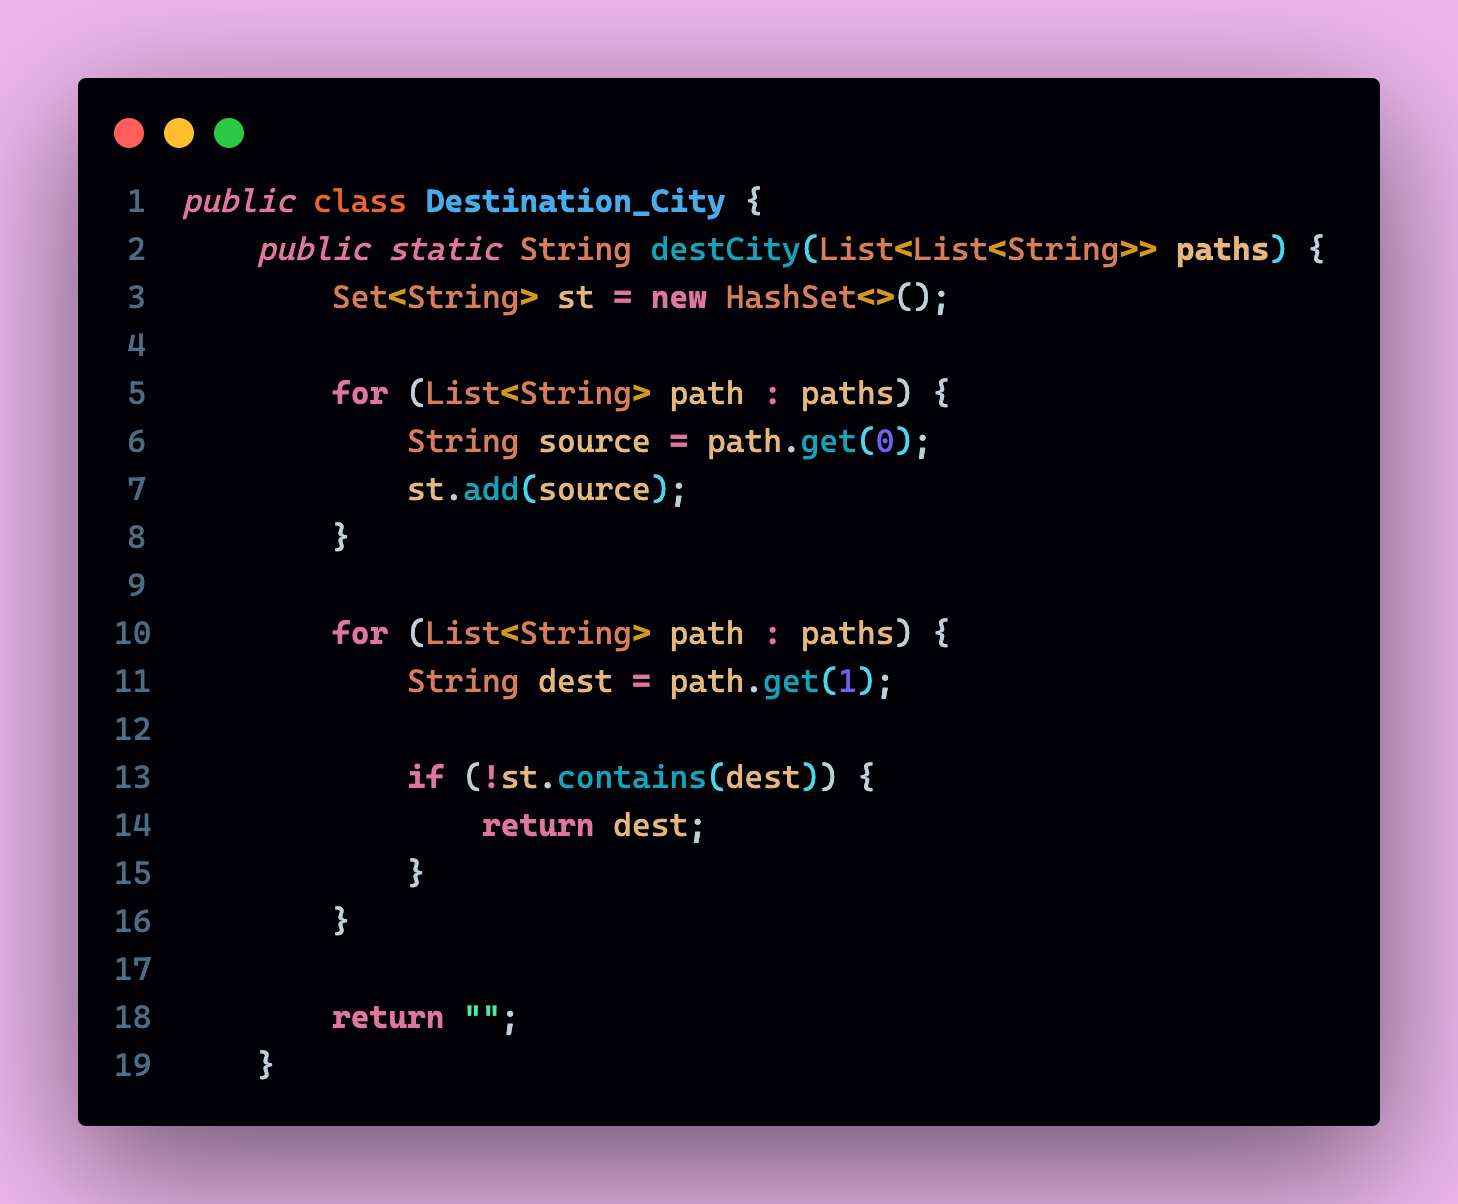 1 public class Destination_City {
2     public static String destCity(List<List<String>> paths) {
3         Set<String> st = new HashSet<>();
4
5         for (List<String> path : paths) {
6             String source = path.get(0);
7             st.add(source);
8         }
9
10         for (List<String> path : paths) {
11             String dest = path.get(1);
12
13             if (!st.contains(dest)) {
14                 return dest;
15             }
16         }
17
18         return "";
19     }